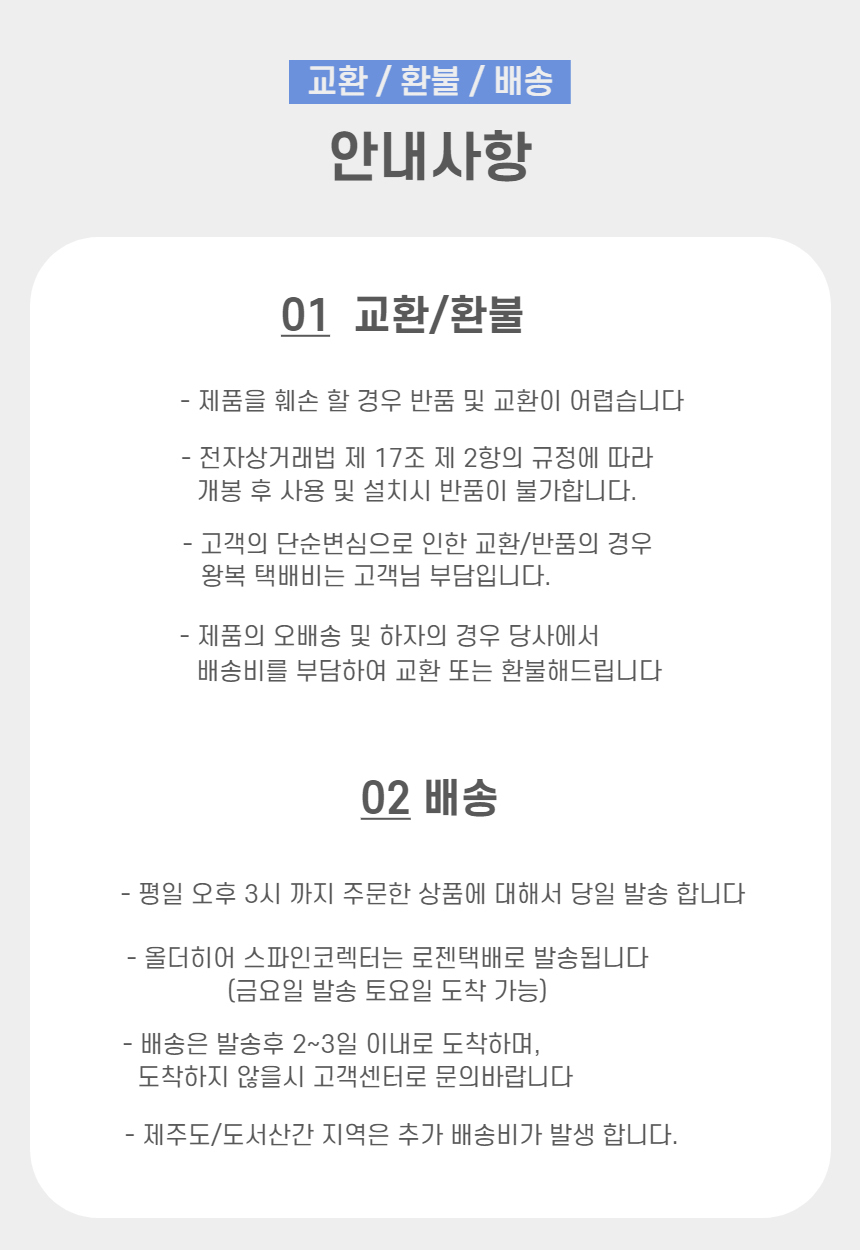 교환 / 환불 / 배송
안내사항
01 교환/환불
- 제품을 훼손 할 경우 반품 및 교환이 어렵습니다
- 전자상거래법 제 17조 제 2항의 규정에 따라
개봉 후 사용 및 설치시 반품이 불가합니다.
- 고객의 단순변심으로 인한 교환/반품의 경우
왕복 택배비는 고객님 부담입니다.
- 제품의 오배송 및 하자의 경우 당사에서
배송비를 부담하여 교환 또는 환불해드립니다
02 배송
- 평일 오후 3시 까지 주문한 상품에 대해서 당일 발송 합니다
- 올더히어 스파인코렉터는 로젠택배로 발송됩니다
(금요일 발송 토요일 도착 가능)
- 배송은 발송후 2~3일 이내로 도착하며,
도착하지 않을시 고객센터로 문의바랍니다
- 제주도/도서산간 지역은 추가 배송비가 발생 합니다.